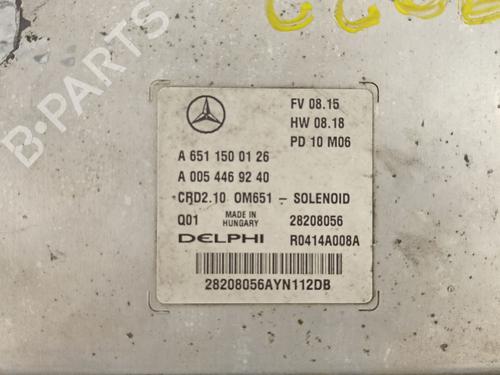 FV 08.15
HW 08.18
PD 10 M06
A 651 150 01 26
A 005 446 92 40
CRD2.10 OM651 - SOLENOID
Q01 MADE IN HUNGARY 28208056
DELPHI R0414A008A
28208056AYN112DB